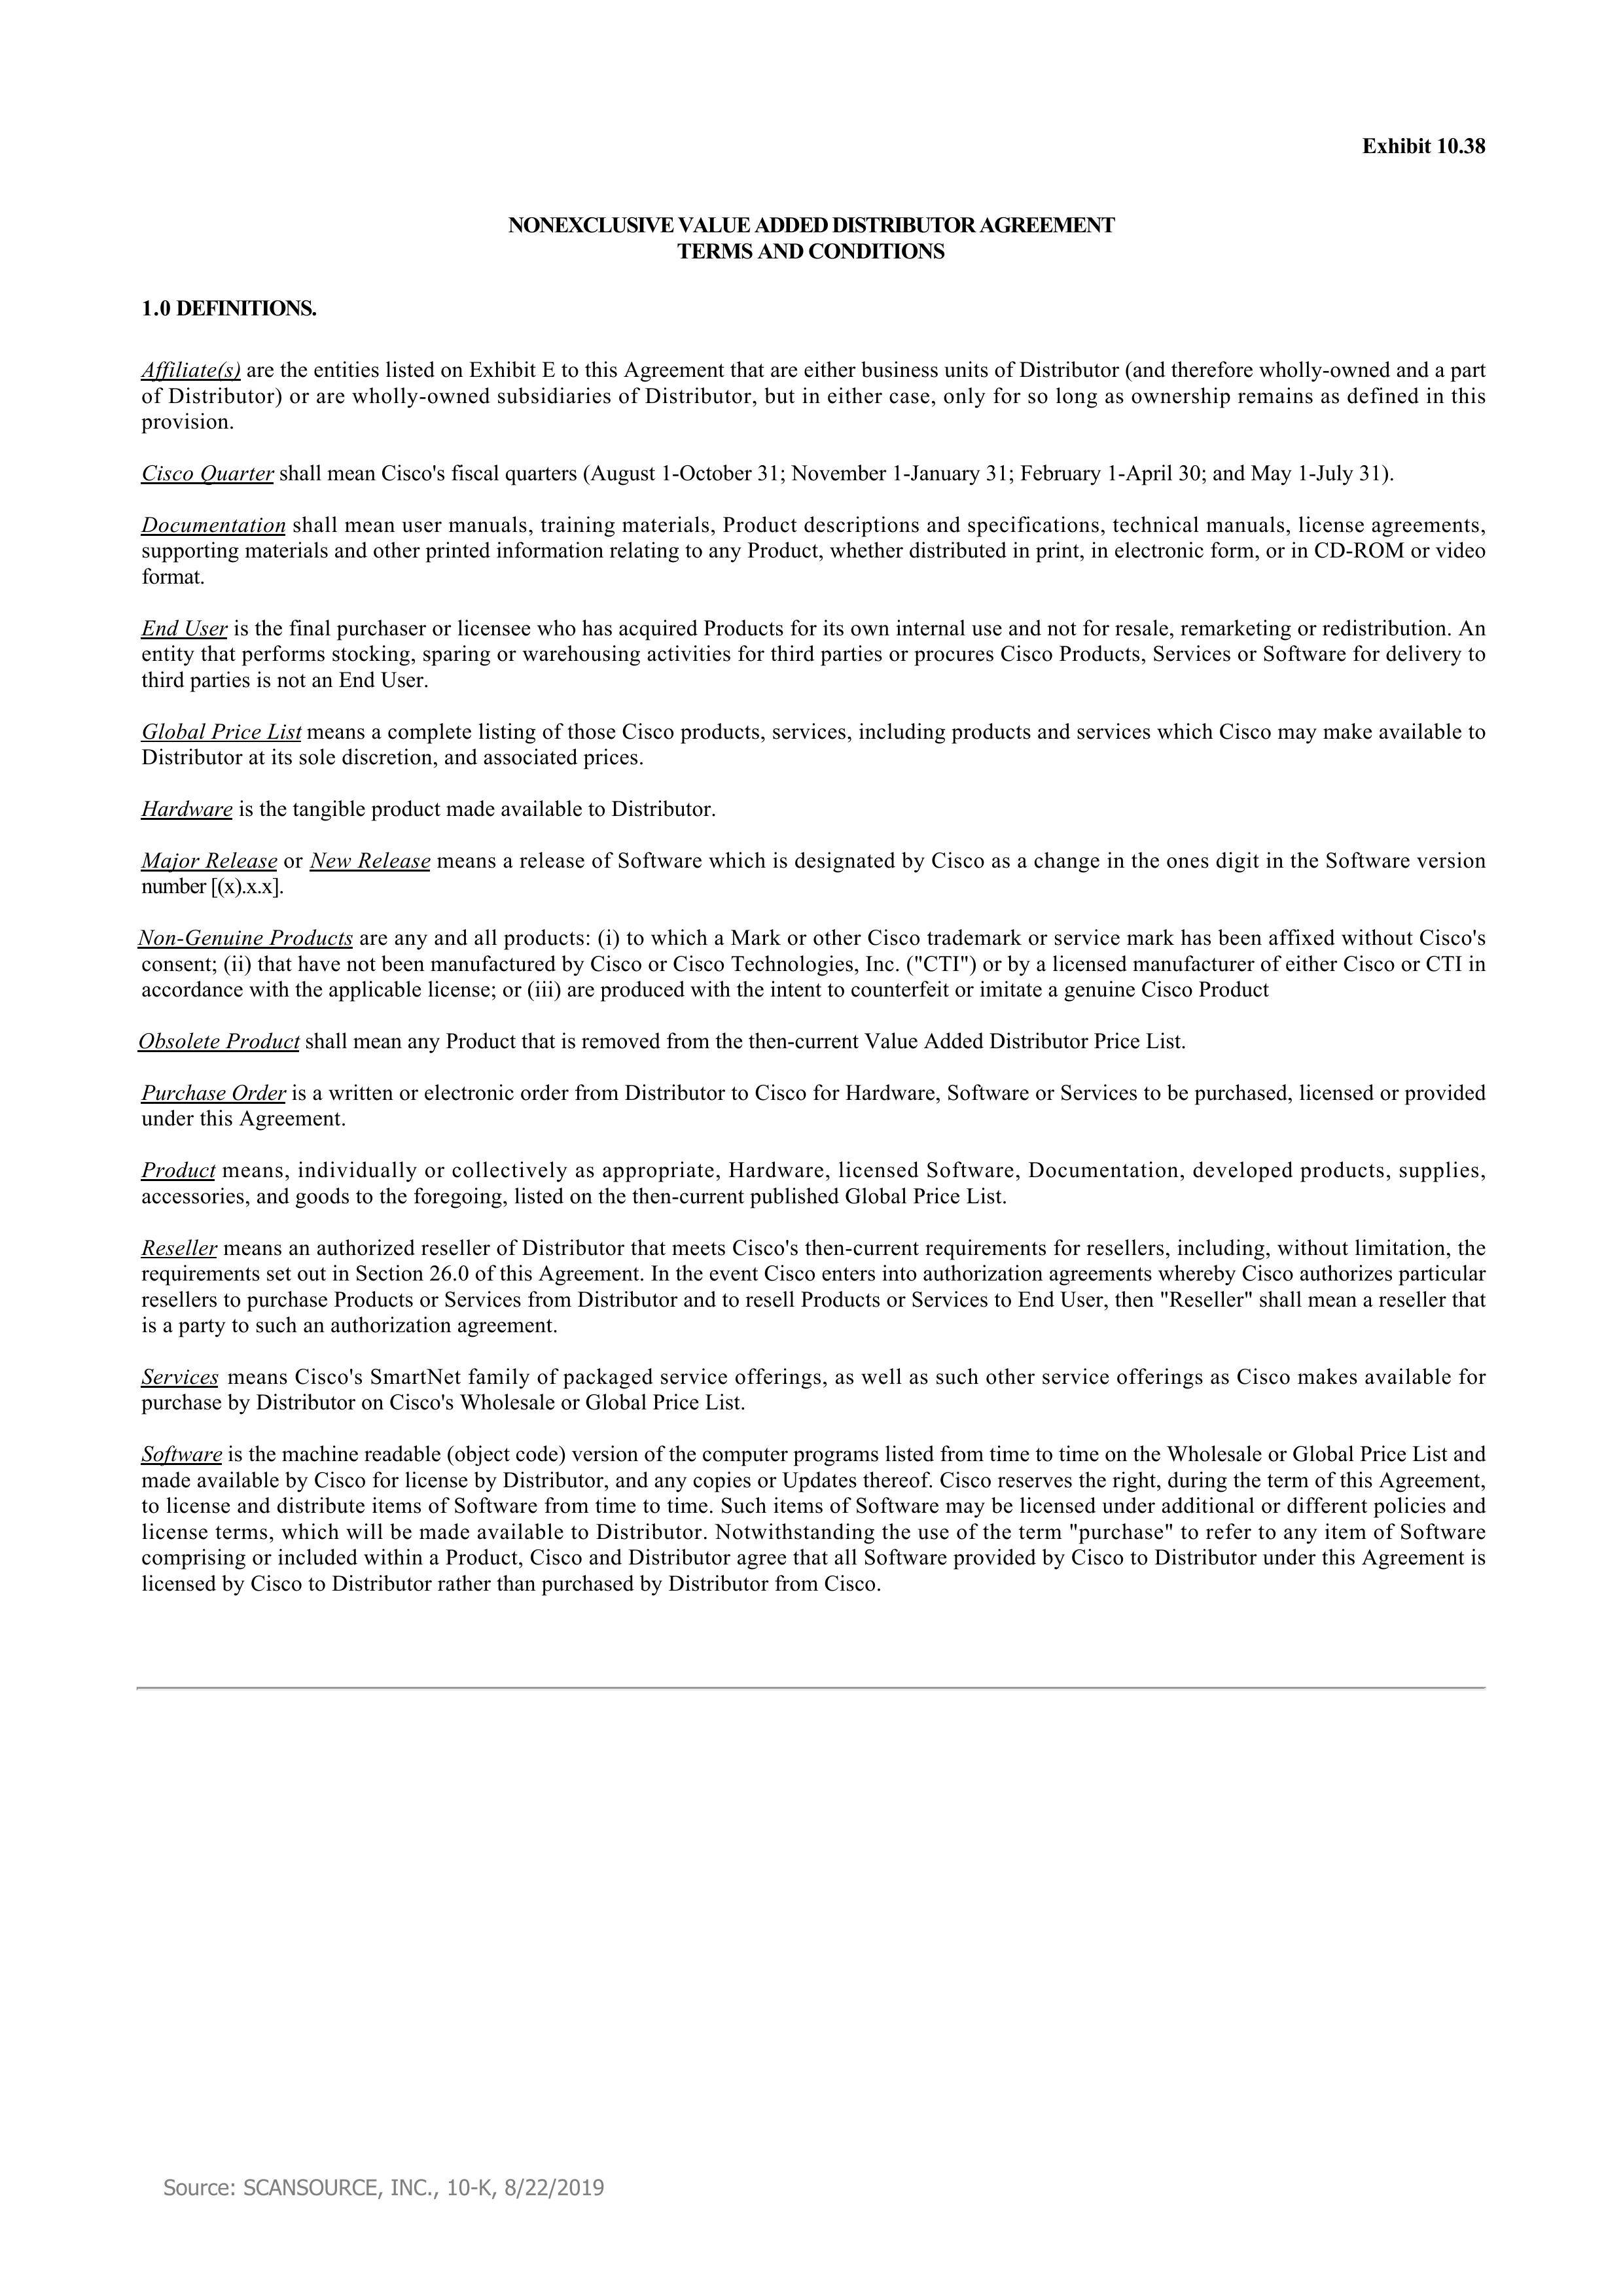 Exhibit 10.38
NONEXCLUSIVE VALUE ADDED DISTRIBUTOR AGREEMENT
TERMS AND CONDITIONS
1.0 DEFINITIONS.
Affiliate(s) are the entities listed on Exhibit E to this Agreement that are either business units of Distributor (and therefore wholly-owned and a part
of Distributor) or are wholly-owned subsidiaries of Distributor, but in either case, only for so long as ownership remains as defined in this
provision.
Cisco Quarter shall mean Cisco's fiscal quarters (August 1-October 31; November 1-January 31; February 1-April 30; and May 1-July 31).
Documentation shall mean user manuals, training materials, Product descriptions and specifications, technical manuals, license agreements,
supporting materials and other printed information relating to any Product, whether distributed in print, in electronic form, or in CD-ROM or video
format.
End User is the final purchaser or licensee who has acquired Products for its own internal use and not for resale, remarketing or redistribution. An
entity that performs stocking, sparing or warehousing activities for third parties or procures Cisco Products, Services or Software for delivery to
third parties is not an End User.
Global Price List means a complete listing of those Cisco products, services, including products and services which Cisco may make available to
Distributor at its sole discretion, and associated prices.
Hardware is the tangible product made available to Distributor.
Major Release or New Release means a release of Software which is designated by Cisco as a change in the ones digit in the Software version
number [(x).x.x].
Non-Genuine Products are any and all products: (i) to which a Mark or other Cisco trademark or service mark has been affixed without Cisco's
consent; (ii) that have not been manufactured by Cisco or Cisco Technologies, Inc. ("CTI") or by a licensed manufacturer of either Cisco or CTI in
accordance with the applicable license; or (iii) are produced with the intent to counterfeit or imitate a genuine Cisco Product
Obsolete Product shall mean any Product that is removed from the then-current Value Added Distributor Price List.
Purchase Order is a written or electronic order from Distributor to Cisco for Hardware, Software or Services to be purchased, licensed or provided
under this Agreement.
Product means, individually or collectively as appropriate, Hardware, licensed Software, Documentation, developed products, supplies,
accessories, and goods to the foregoing, listed on the then-current published Global Price List.
Reseller means an authorized reseller of Distributor that meets Cisco's then-current requirements for resellers, including, without limitation, the
requirements set out in Section 26.0 of this Agreement. In the event Cisco enters into authorization agreements whereby Cisco authorizes particular
resellers to purchase Products or Services from Distributor and to resell Products or Services to End User, then "Reseller" shall mean a reseller that
is a party to such an authorization agreement.
Services means Cisco's SmartNet family of packaged service offerings, as well as such other service offerings as Cisco makes available for
purchase by Distributor on Cisco's Wholesale or Global Price List.
Software is the machine readable (object code) version of the computer programs listed from time to time on the Wholesale or Global Price List and
made available by Cisco for license by Distributor, and any copies or Updates thereof. Cisco reserves the right, during the term of this Agreement,
to license and distribute items of Software from time to time. Such items of Software may be licensed under additional or different policies and
license terms, which will be made available to Distributor. Notwithstanding the use of the term "purchase" to refer to any item of Software
comprising or included within a Product, Cisco and Distributor agree that all Software provided by Cisco to Distributor under this Agreement is
licensed by Cisco to Distributor rather than purchased by Distributor from Cisco.
Source: SCANSOURCE, INC., 10-K, 8/22/2019